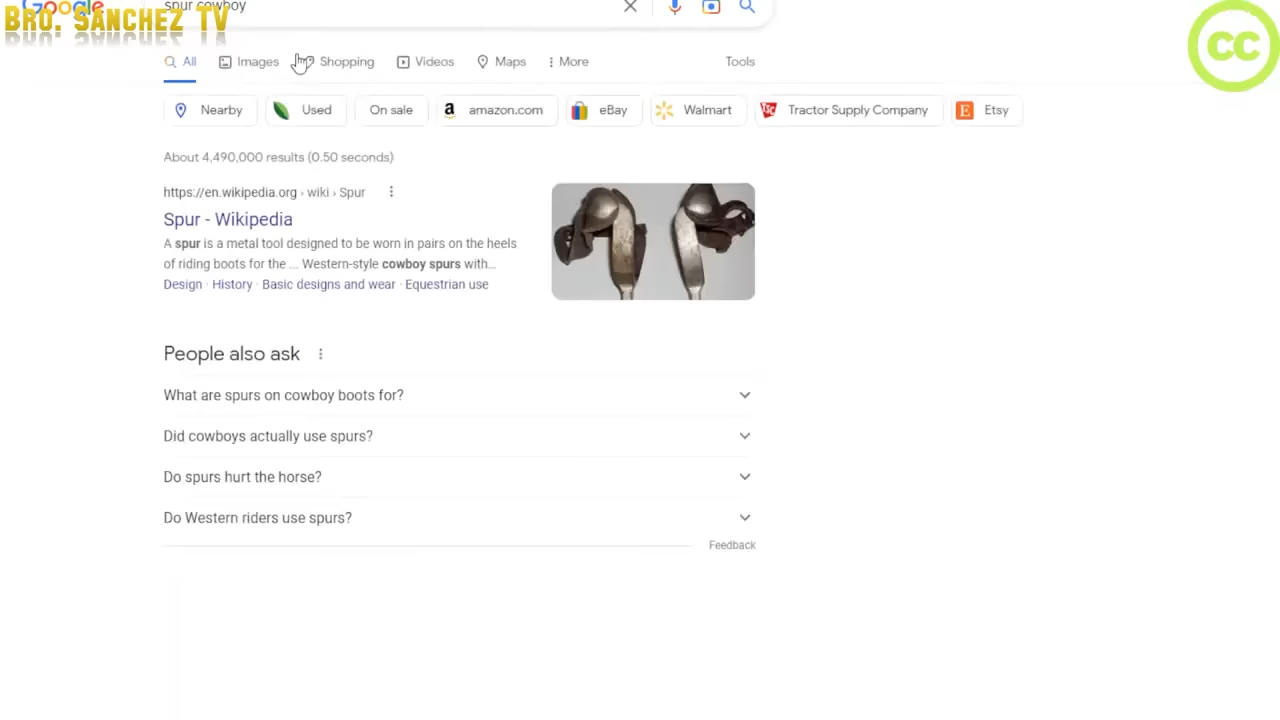 Google
BRO. SANCHEZ TV
spur cowboy
CC
All
Images
Shopping
Videos
Maps
More
Tools
Nearby
Used
On sale
amazon.com
eBay
Walmart
TSC
Tractor Supply Company
E
Etsy
About 4,490,000 results (0.50 seconds)
https://en.wikipedia.org › wiki › Spur
Spur - Wikipedia
A spur is a metal tool designed to be worn in pairs on the heels
of riding boots for the ... Western-style cowboy spurs with...
Design · History · Basic designs and wear · Equestrian use
People also ask
What are spurs on cowboy boots for?
Did cowboys actually use spurs?
Do spurs hurt the horse?
Do Western riders use spurs?
Feedback